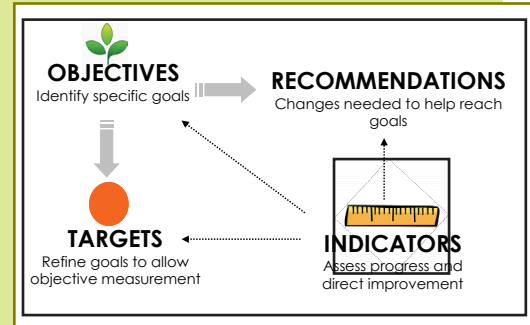 OBJECTIVES
Identify specific goals
RECOMMENDATIONS
Changes needed to help reach
goals
TARGETS
Refine goals to allow
objective measurement
INDICATORS
Assess progress and
direct improvement